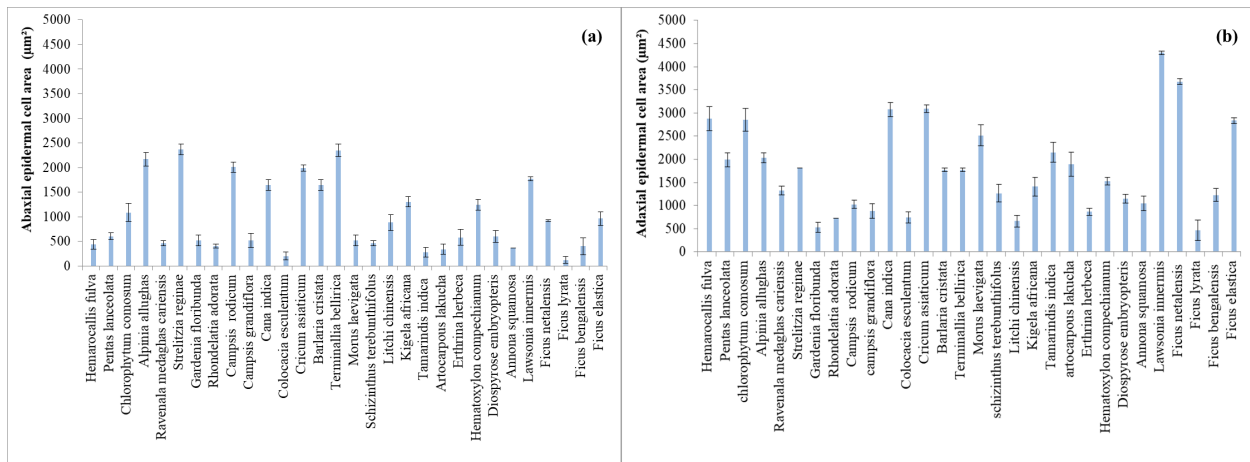 (a)
Abaxial epidermal cell area (µm²)
5000
4500
4000
3500
3000
2500
2000
1500
1000
500
0
Hemarocallis fulva
Pentas lanceolata
Chlorophytum comosum
Alpinia allughas
Ravenala medaghas cariensis
Strelitzia reginae
Gardenia floribunda
Rhondelatia adorata
Campsis rodicum
Campsis grandiflora
Cana indica
Colocacia esculentum
Cricum asiaticum
Barlaria cristata
Terminallia bellirica
Morus laevigata
Schizinthus terebunthifolus
Litchi chinensis
Kigela africana
Tamarindis indica
Artocarpous lakucha
Erthrina herbeca
Hematoxylon compechianum
Diospyrose embryopteris
Annona squamosa
Lawsonia innermis
Ficus netalensis
Ficus lyrata
Ficus bengalensis
Ficus elastica
(b)
Adaxial epidermal cell area (µm²)
5000
4500
4000
3500
3000
2500
2000
1500
1000
500
0
Hemarocallis fulva
Pentas lanceolata
chlorophytum comosum
Alpinia allughas
Ravenala medaghas cariensis
Strelitzia reginae
Gardenia floribunda
Rhondelatia adorata
Campsis rodicum
campsis grandiflora
Cana indica
Colocacia esculentum
Cricum asiaticum
Barlaria cristata
Terminallia belliirica
Morus laevigata
schizinthus terebunthifolus
Litchi chinensis
Kigela africana
Tamarindis indica
artocarpous lakucha
Erthrina herbeca
Hematoxylon compechianum
Diospyrose embryopteris
Annona squamosa
Lawsonia innermis
Ficus netalensis
Ficus lyrata
Ficus bengalensis
Ficus elastica